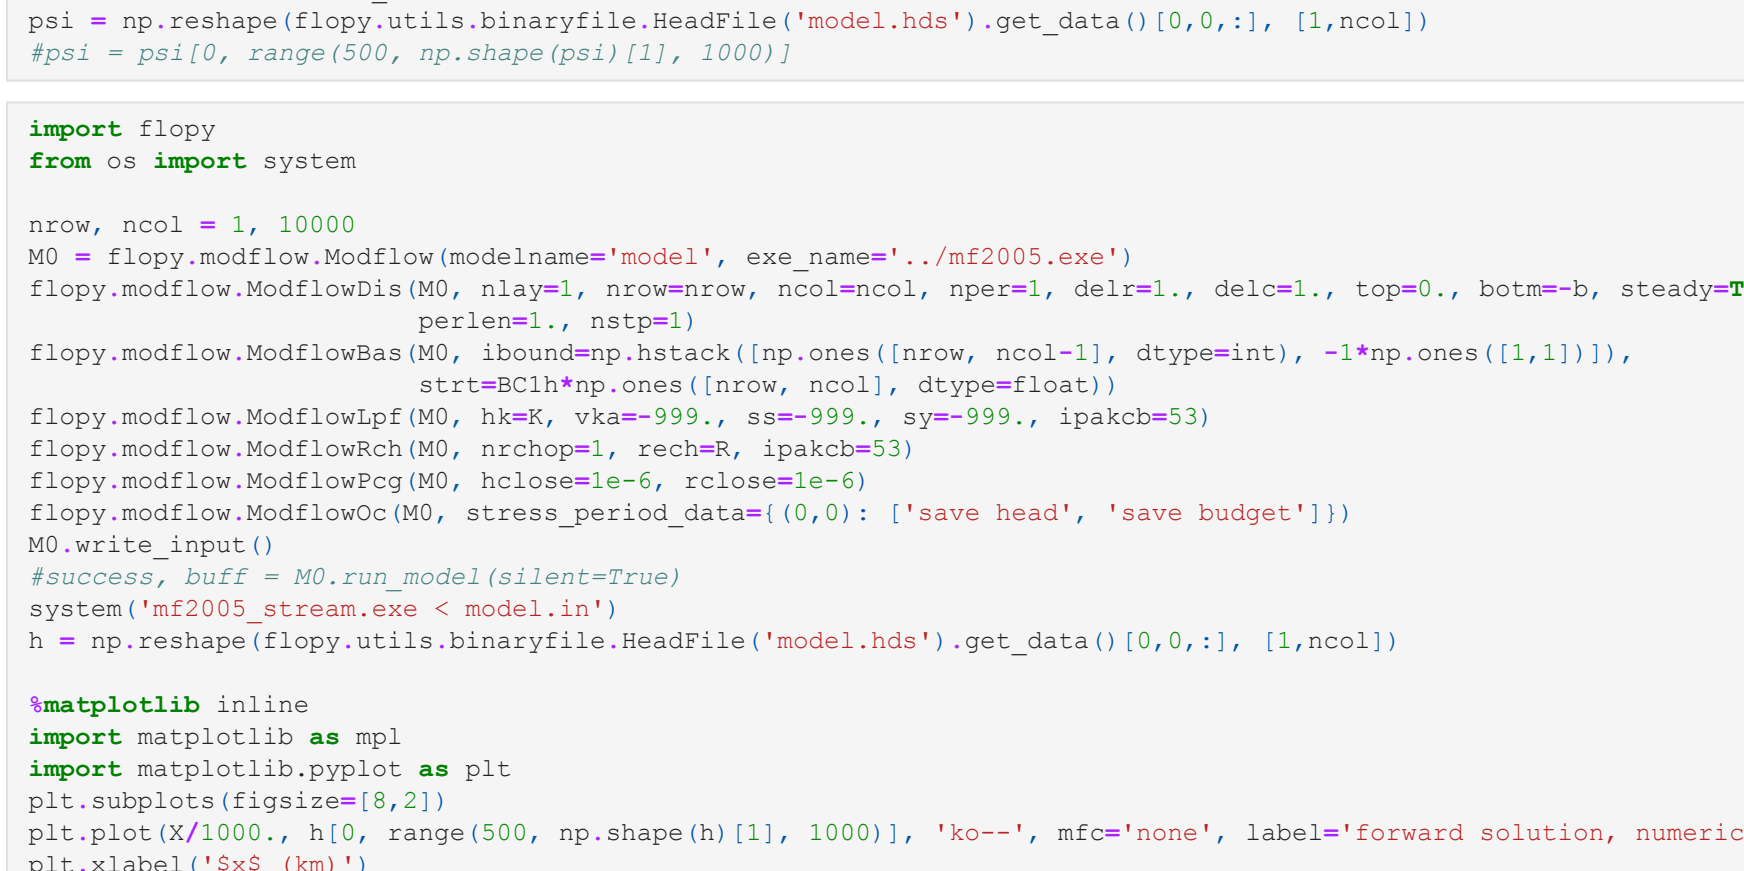 psi = np.reshape(flopy.utils.binaryfile.HeadFile('model.hds').get_data()[0,0,:], [1,ncol])
#psi = psi[0, range(500, np.shape(psi)[1], 1000)]
import flopy
from os import system
nrow, ncol = 1, 10000
M0 = flopy.modflow.Modflow(modelname='model', exe_name='../mf2005.exe')
flopy.modflow.ModflowDis(M0, nlay=1, nrow=nrow, ncol=ncol, nper=1, delr=1., delc=1., top=0., botm=-b, steady=T
perlen=1., nstp=1)
flopy.modflow.ModflowBas(M0, ibound=np.hstack([np.ones([nrow, ncol-1], dtype=int), -1*np.ones([1,1])]),
strt=BC1h*np.ones([nrow, ncol], dtype=float))
flopy.modflow.ModflowLpf(M0, hk=K, vka=-999., ss=-999., sy=-999., ipakcb=53)
flopy.modflow.ModflowRch(M0, nrchop=1, rech=R, ipakcb=53)
flopy.modflow.ModflowPcg(M0, hclose=1e-6, rclose=1e-6)
flopy.modflow.ModflowOc(M0, stress_period_data={(0,0): ['save head', 'save budget']})
M0.write_input()
#success, buff = M0.run_model(silent=True)
system('mf2005_stream.exe < model.in')
h = np.reshape(flopy.utils.binaryfile.HeadFile('model.hds').get_data()[0,0,:], [1,ncol])
%matplotlib inline
import matplotlib as mpl
import matplotlib.pyplot as plt
plt.subplots(figsize=[8,2])
plt.plot(X/1000., h[0, range(500, np.shape(h)[1], 1000)], 'ko--', mfc='none', label='forward solution, numeric
plt.xlabel('$x$ (km)')